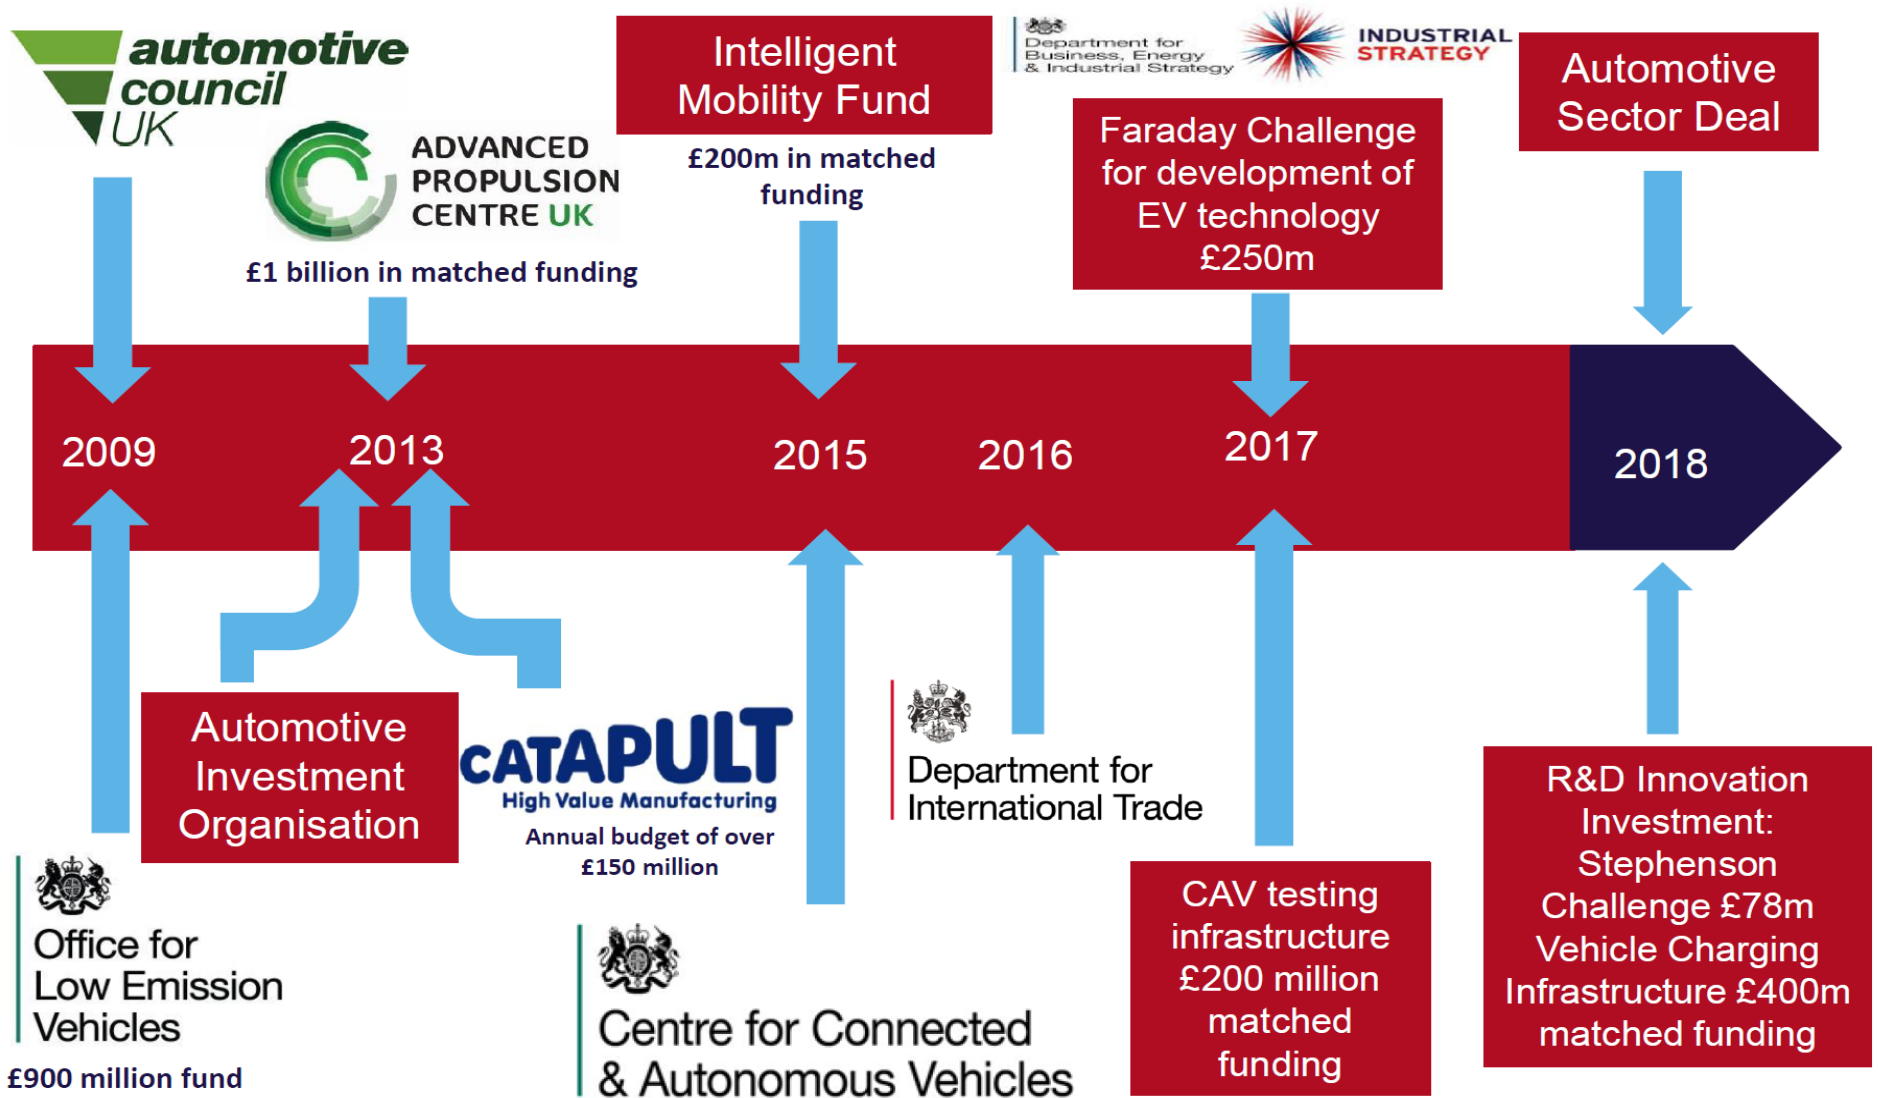 automotive
council
UK
ADVANCED
PROPULSION
CENTRE UK
£1 billion in matched funding
Intelligent
Mobility Fund
£200m in matched
funding
Department for
Business, Energy
& Industrial Strategy
INDUSTRIAL
STRATEGY
Faraday Challenge
for development of
EV technology
£250m
Automotive
Sector Deal
2009
2013
2015
2016
2017
2018
Office for
Low Emission
Vehicles
£900 million fund
Automotive
Investment
Organisation
CATAPULT
High Value Manufacturing
Annual budget of over
£150 million
Centre for Connected
& Autonomous Vehicles
Department for
International Trade
CAV testing
infrastructure
£200 million
matched
funding
R&D Innovation
Investment:
Stephenson
Challenge £78m
Vehicle Charging
Infrastructure £400m
matched funding